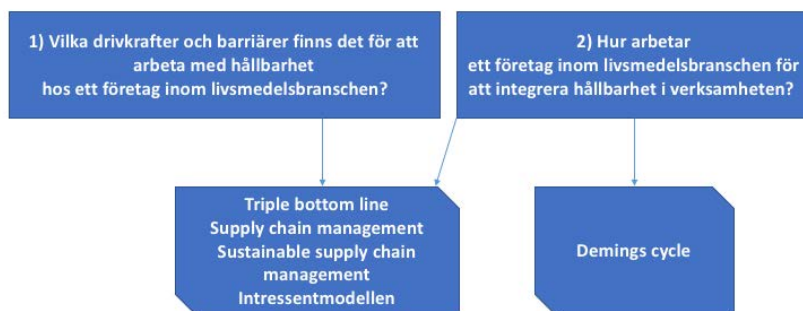 1) Vilka drivkrafter och barriärer finns det för att
arbeta med hållbarhet
hos ett företag inom livsmedelsbranschen?
2) Hur arbetar
ett företag inom livsmedelsbranschen för
att integrera hållbarhet i verksamheten?
Triple bottom line
Supply chain management
Sustainable supply chain
management
Intressentmodellen
Demings cycle